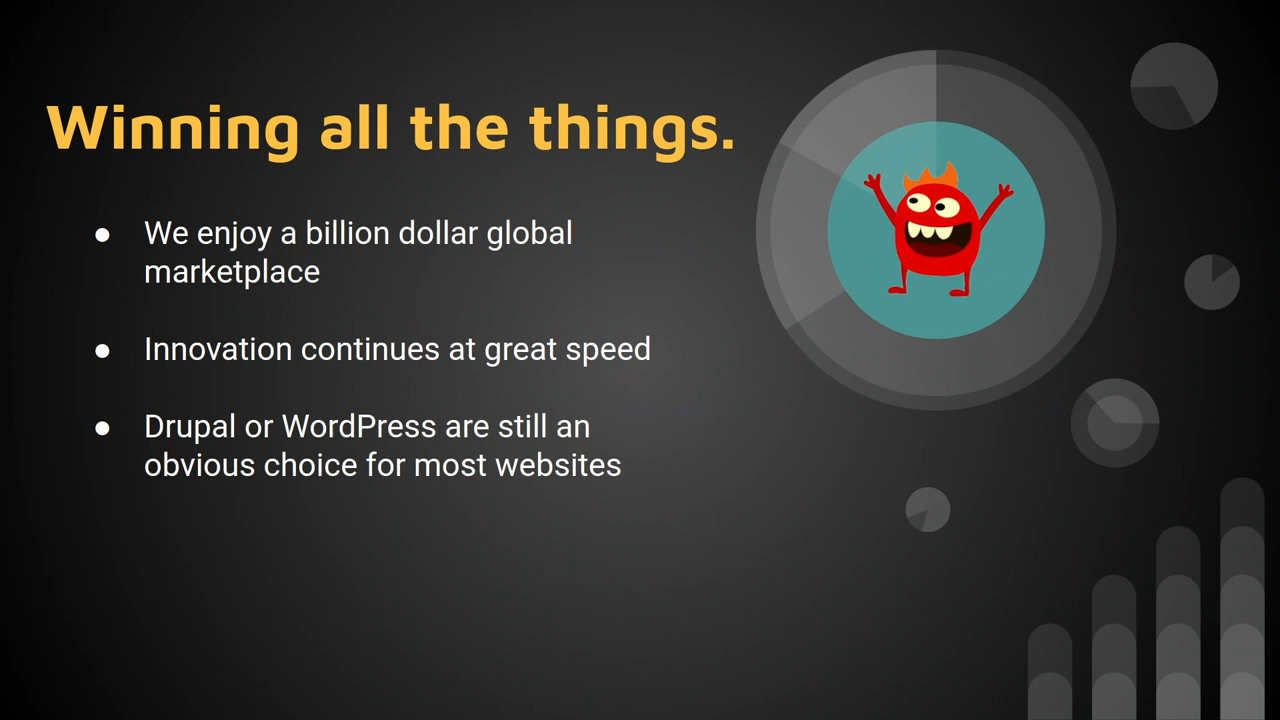 Winning all the things.
● We enjoy a billion dollar global
marketplace
● Innovation continues at great speed
● Drupal or WordPress are still an
obvious choice for most websites